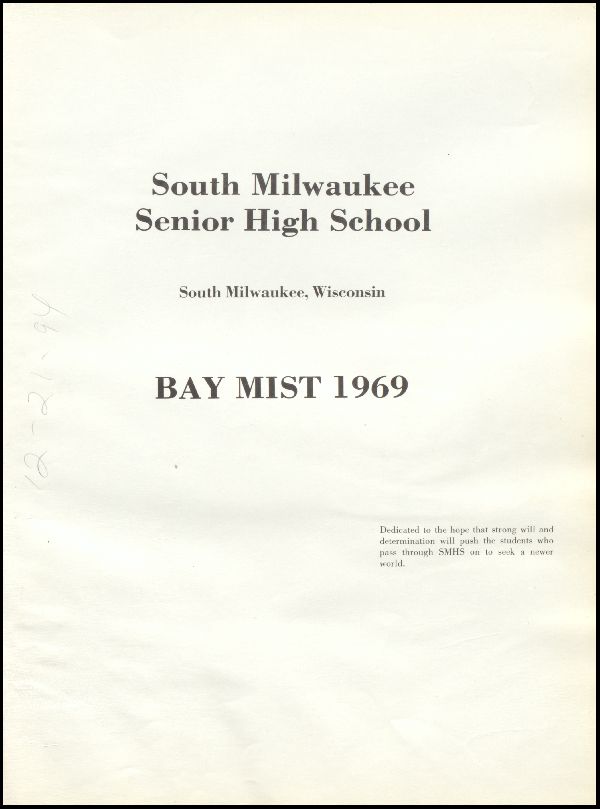 South Milwaukee
Senior High School
South Milwaukee, Wisconsin
BAY MIST 1969
12-21-94
Dedicated to the hope that strong will and
determination will push the students who
pass through SMHS on to seek a newer
world.